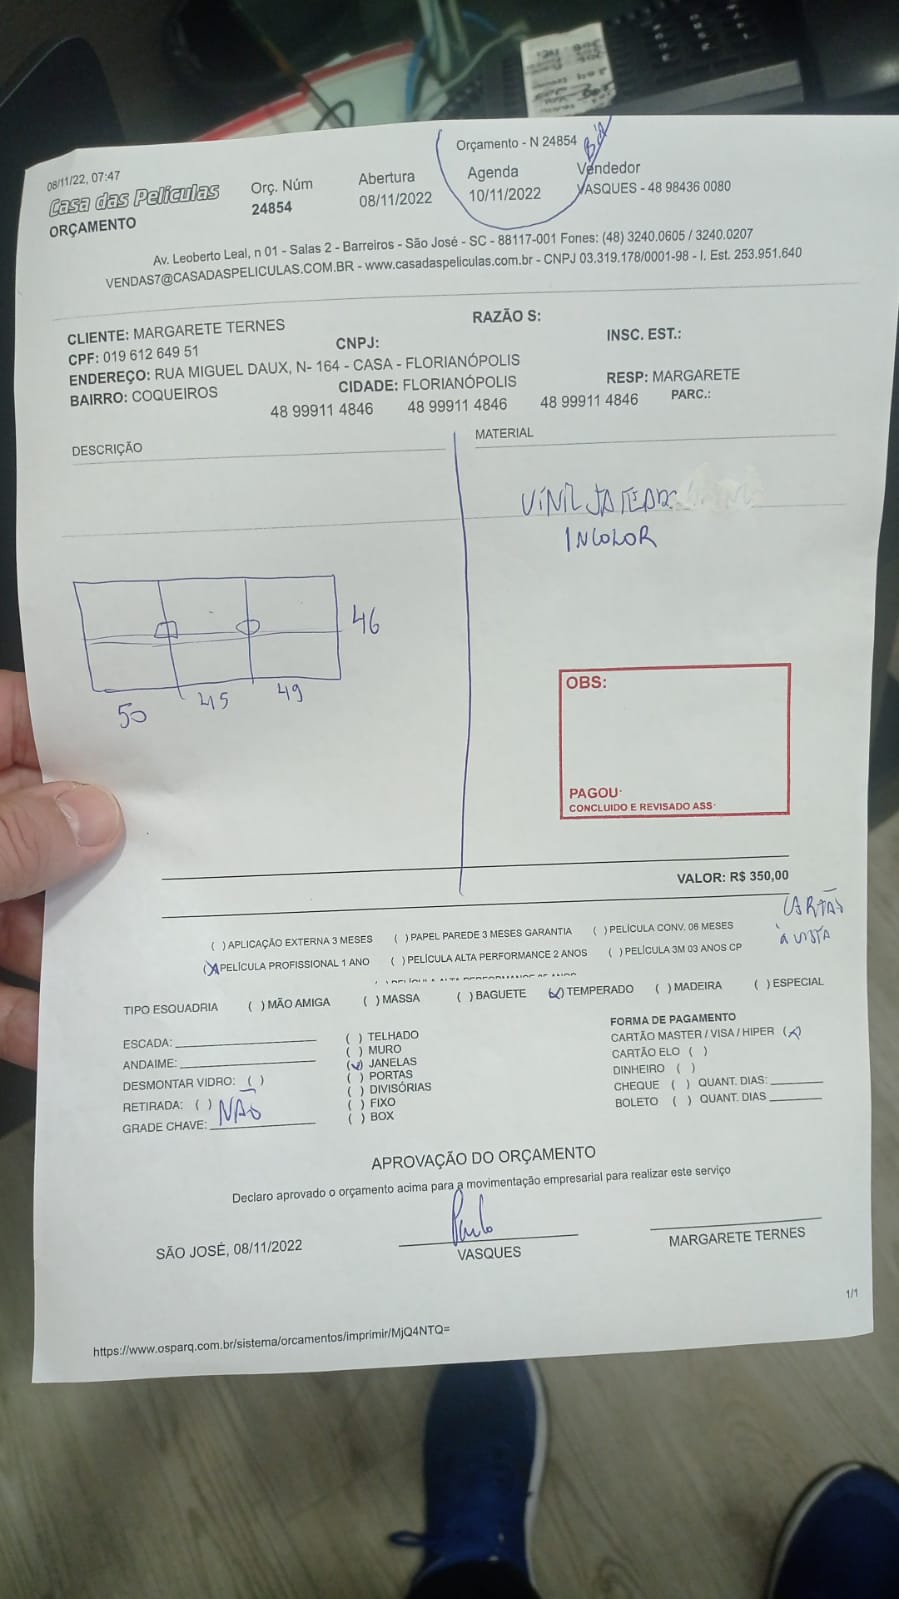 Orçamento - N 24854
08/11/22, 07:47
Casa das Películas
ORÇAMENTO
Orç. Núm
24854
Abertura
08/11/2022
Agenda
10/11/2022
Vendedor
VASQUES - 48 98436 0080
Av. Leoberto Leal, n 01 - Salas 2 - Barreiros - São José - SC - 88117-001 Fones: (48) 3240.0605 / 3240.0207
VENDAS7@CASADASPELICULAS.COM.BR - www.casadaspeliculas.com.br - CNPJ 03.319.178/0001-98 - I. Est. 253.951.640
CLIENTE: MARGARETE TERNES
RAZÃO S:
CPF: 019 612 649 51
CNPJ:
INSC. EST.:
ENDEREÇO: RUA MIGUEL DAUX, N- 164 - CASA - FLORIANÓPOLIS
BAIRRO: COQUEIROS
CIDADE: FLORIANÓPOLIS
RESP: MARGARETE
48 99911 4846 48 99911 4846 48 99911 4846
PARC.:
DESCRIÇÃO
MATERIAL
VINIL JATEADO
INCOLOR
46
50 45 49
OBS:
PAGOU:
CONCLUIDO E REVISADO ASS:
VALOR: R$ 350,00
CARTÃO
à VISTA
( ) APLICAÇÃO EXTERNA 3 MESES ( ) PAPEL PAREDE 3 MESES GARANTIA ( ) PELÍCULA CONV. 06 MESES
(X) PELÍCULA PROFISSIONAL 1 ANO ( ) PELÍCULA ALTA PERFORMANCE 2 ANOS ( ) PELÍCULA 3M 03 ANOS CP
TIPO ESQUADRIA ( ) MÃO AMIGA ( ) MASSA ( ) BAGUETE (X) TEMPERADO ( ) MADEIRA ( ) ESPECIAL
ESCADA:
ANDAIME:
DESMONTAR VIDRO: ( )
RETIRADA: ( ) NÃO
GRADE CHAVE:
( ) TELHADO
( ) MURO
(X) JANELAS
( ) PORTAS
( ) DIVISÓRIAS
( ) FIXO
( ) BOX
FORMA DE PAGAMENTO
CARTÃO MASTER / VISA / HIPER (X)
CARTÃO ELO ( )
DINHEIRO ( )
CHEQUE ( ) QUANT. DIAS:
BOLETO ( ) QUANT. DIAS
APROVAÇÃO DO ORÇAMENTO
Declaro aprovado o orçamento acima para a movimentação empresarial para realizar este serviço
Paulo
SÃO JOSÉ, 08/11/2022
VASQUES
MARGARETE TERNES
1/1
https://www.osparq.com.br/sistema/orcamentos/imprimir/MjQ4NTQ=